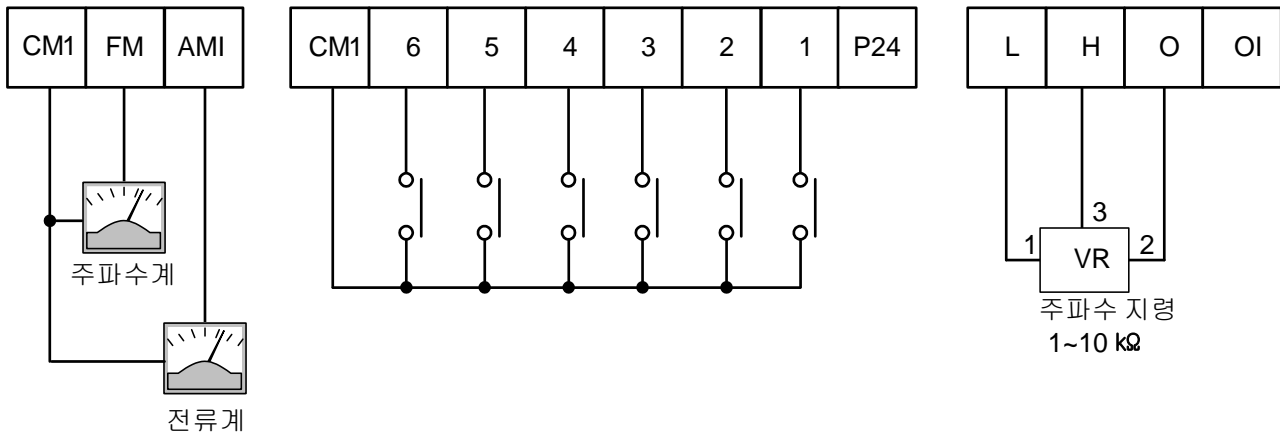 CM1 FM AMI
CM1 6 5 4 3 2 1 P24
L H O OI
주파수계
전류계
3
1 VR 2
주파수 지령
1~10 kΩ